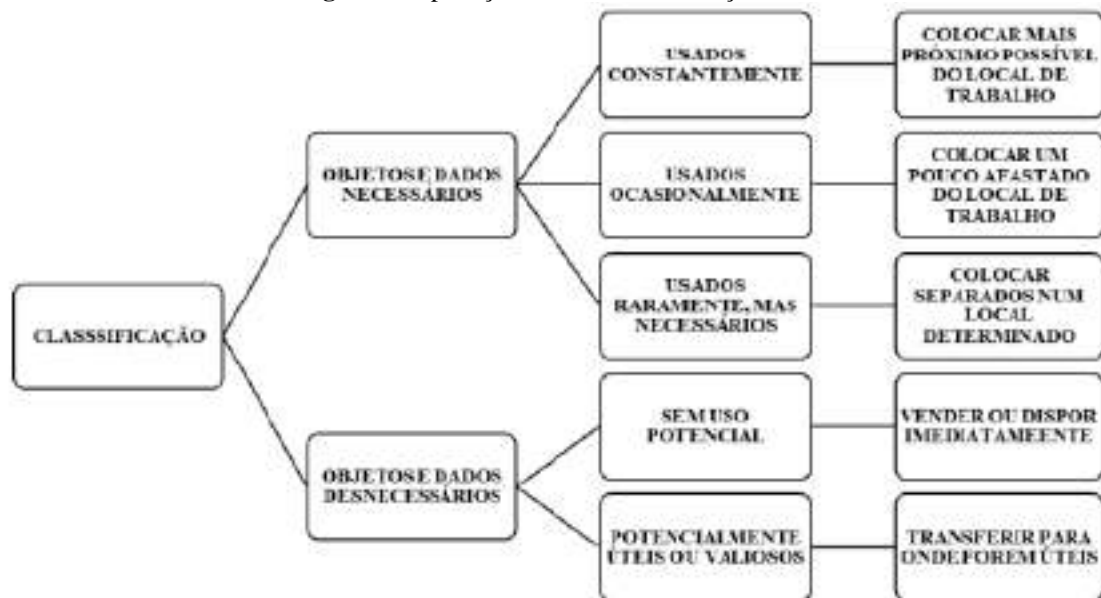 USADOS
CONSTANTEMENTE
COLOCAR MAIS
PRÓXIMO POSSÍVEL
DO LOCAL DE
TRABALHO
OBJETOS E DADOS
NECESSÁRIOS
USADOS
OCASIONALMENTE
COLOCAR UM
POUCO AFASTADO
DO LOCAL DE
TRABALHO
USADOS
RARAMENTE, MAS
NECESSÁRIOS
COLOCAR
SEPARADOS NUM
LOCAL
DETERMINADO
CLASSSIFICAÇÃO
SEM USO
POTENCIAL
VENDER OU DISPOR
IMEDIATAMEENTE
OBJETOS E DADOS
DESNECESSÁRIOS
POTENCIALMENTE
ÚTEIS OU VALIOSOS
TRANSFERIR PARA
ONDE FOREM ÚTEIS